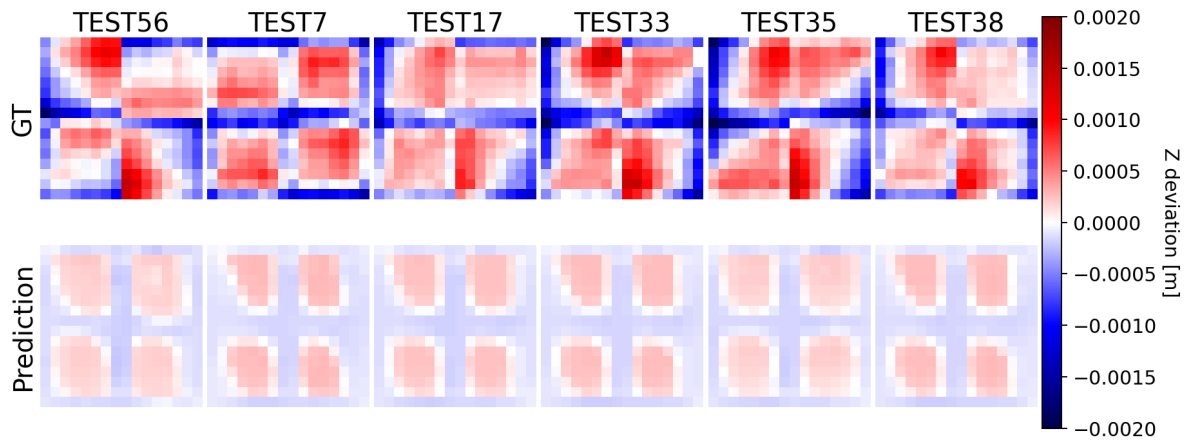 TEST56 TEST7 TEST17 TEST33 TEST35 TEST38
GT
Prediction
0.0020
0.0015
0.0010
0.0005
0.0000
−0.0005
−0.0010
−0.0015
−0.0020
Z deviation [m]